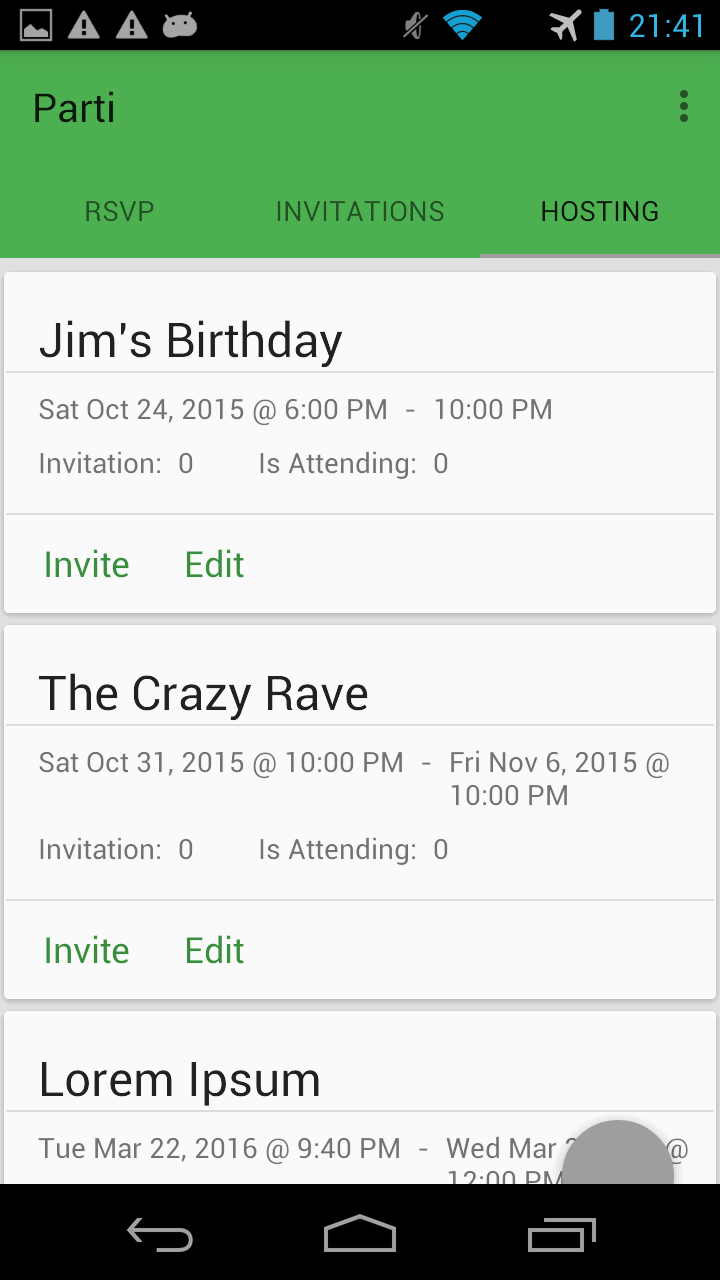 21:41
Parti
RSVP INVITATIONS HOSTING
Jim's Birthday
Sat Oct 24, 2015 @ 6:00 PM - 10:00 PM
Invitation: 0 Is Attending: 0
Invite Edit
The Crazy Rave
Sat Oct 31, 2015 @ 10:00 PM - Fri Nov 6, 2015 @
10:00 PM
Invitation: 0 Is Attending: 0
Invite Edit
Lorem Ipsum
Tue Mar 22, 2016 @ 9:40 PM - Wed Mar @
12:00 PM